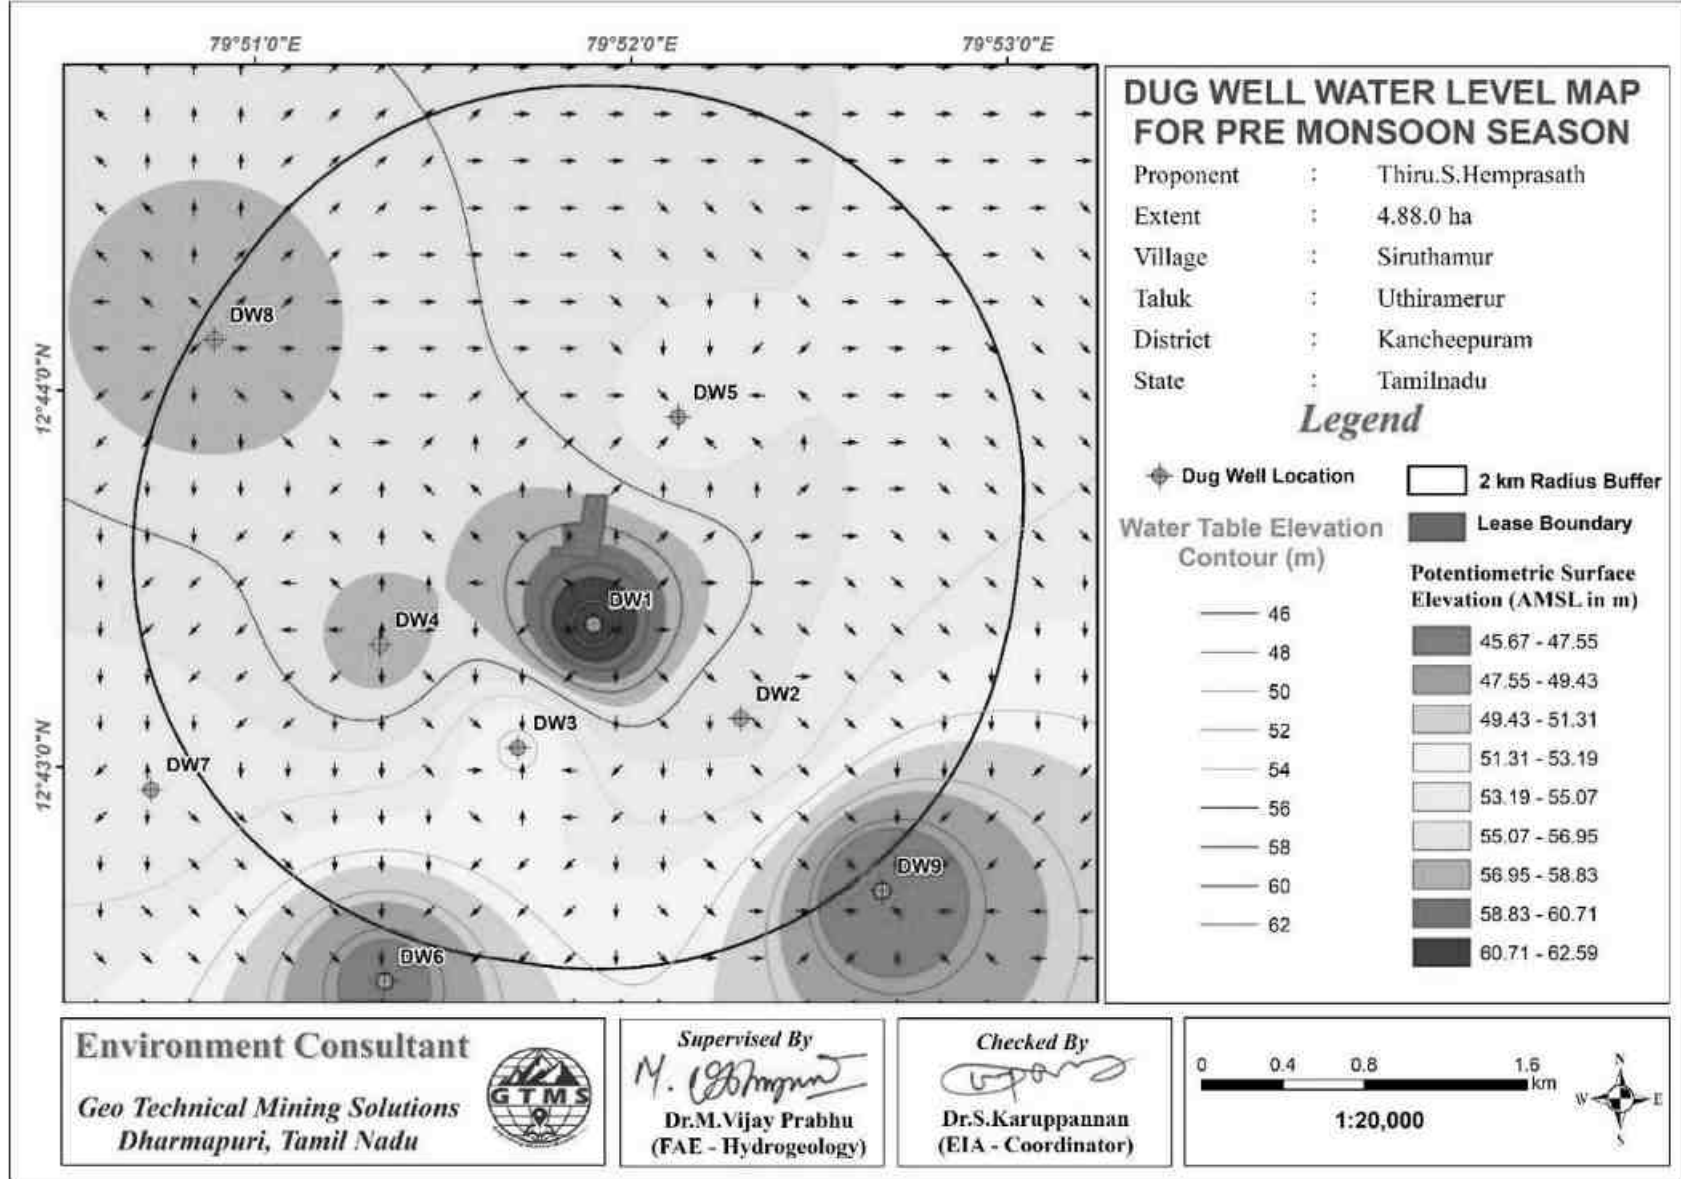 79°51'0"E
79°52'0"E
79°53'0"E
12°44'0"N
12°43'0"N
DW8
DW5
DW1
DW4
DW2
DW3
DW7
DW9
DW6
DUG WELL WATER LEVEL MAP
FOR PRE MONSOON SEASON
Proponent : Thiru.S.Hemprasath
Extent : 4.88.0 ha
Village : Siruthamur
Taluk : Uthiramerur
District : Kancheepuram
State : Tamilnadu
Legend
Dug Well Location
2 km Radius Buffer
Lease Boundary
Water Table Elevation
Contour (m)
46
48
50
52
54
56
58
60
62
Potentiometric Surface
Elevation (AMSL in m)
45.67 - 47.55
47.55 - 49.43
49.43 - 51.31
51.31 - 53.19
53.19 - 55.07
55.07 - 56.95
56.95 - 58.83
58.83 - 60.71
60.71 - 62.59
Environment Consultant
Geo Technical Mining Solutions
Dharmapuri, Tamil Nadu
GTMS
Supervised By
Dr.M.Vijay Prabhu
(FAE - Hydrogeology)
Checked By
Dr.S.Karuppannan
(EIA - Coordinator)
0 0.4 0.8 1.6
km
1:20,000
N
W E
S